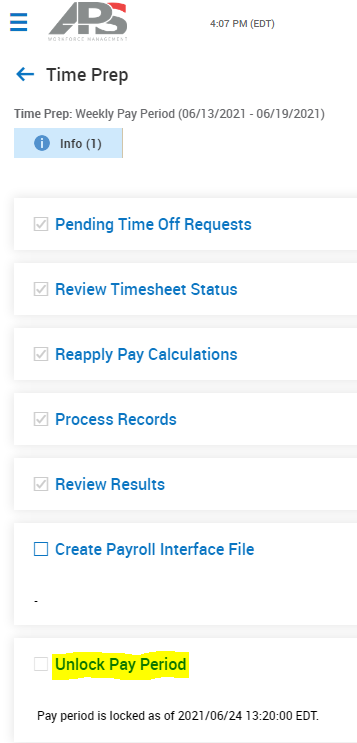 APS
WORKFORCE MANAGEMENT
4:07 PM (EDT)
Time Prep
Time Prep: Weekly Pay Period (06/13/2021 - 06/19/2021)
Info (1)
Pending Time Off Requests
Review Timesheet Status
Reapply Pay Calculations
Process Records
Review Results
Create Payroll Interface File
-
Unlock Pay Period
Pay period is locked as of 2021/06/24 13:20:00 EDT.